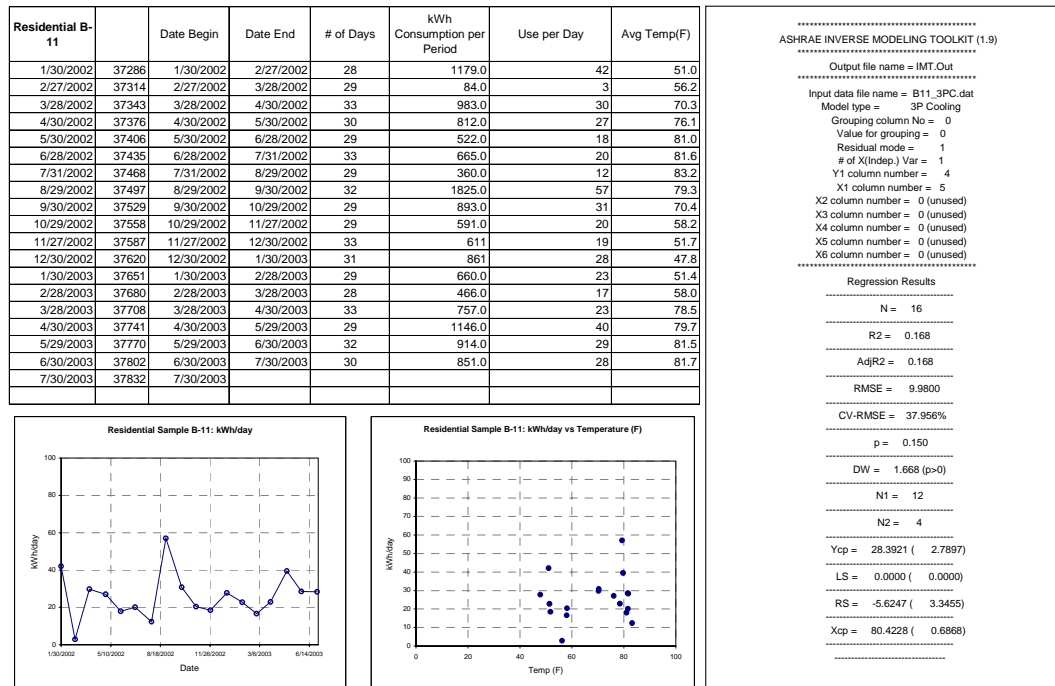 Residential B-11 Date Begin Date End # of Days kWh Consumption per Period Use per Day Avg Temp(F)
1/30/2002 37286 1/30/2002 2/27/2002 28 1179.0 42 51.0
2/27/2002 37314 2/27/2002 3/28/2002 29 84.0 3 56.2
3/28/2002 37343 3/28/2002 4/30/2002 33 983.0 30 70.3
4/30/2002 37376 4/30/2002 5/30/2002 30 812.0 27 76.1
5/30/2002 37406 5/30/2002 6/28/2002 29 522.0 18 81.0
6/28/2002 37435 6/28/2002 7/31/2002 33 665.0 20 81.6
7/31/2002 37468 7/31/2002 8/29/2002 29 360.0 12 83.2
8/29/2002 37497 8/29/2002 9/30/2002 32 1825.0 57 79.3
9/30/2002 37529 9/30/2002 10/29/2002 29 893.0 31 70.4
10/29/2002 37558 10/29/2002 11/27/2002 29 591.0 20 58.2
11/27/2002 37587 11/27/2002 12/30/2002 33 611 19 51.7
12/30/2002 37620 12/30/2002 1/30/2003 31 861 28 47.8
1/30/2003 37651 1/30/2003 2/28/2003 29 660.0 23 51.4
2/28/2003 37680 2/28/2003 3/28/2003 28 466.0 17 58.0
3/28/2003 37708 3/28/2003 4/30/2003 33 757.0 23 78.5
4/30/2003 37741 4/30/2003 5/29/2003 29 1146.0 40 79.7
5/29/2003 37770 5/29/2003 6/30/2003 32 914.0 29 81.5
6/30/2003 37802 6/30/2003 7/30/2003 30 851.0 28 81.7
7/30/2003 37832 7/30/2003
Residential Sample B-11: kWh/day
100
80
60
40
20
0
kWh/day
1/30/2002 5/10/2002 8/18/2002 11/26/2002 3/6/2003 6/14/2003
Date
Residential Sample B-11: kWh/day vs Temperature (F)
100
90
80
70
60
50
40
30
20
10
0
kWh/day
0 20 40 60 80 100
Temp (F)
********************************************
ASHRAE INVERSE MODELING TOOLKIT (1.9)
********************************************
Output file name = IMT.Out
********************************************
Input data file name = B11_3PC.dat
Model type = 3P Cooling
Grouping column No = 0
Value for grouping = 0
Residual mode = 1
# of X(Indep.) Var = 1
Y1 column number = 4
X1 column number = 5
X2 column number = 0 (unused)
X3 column number = 0 (unused)
X4 column number = 0 (unused)
X5 column number = 0 (unused)
X6 column number = 0 (unused)
********************************************
Regression Results
--------------------------------------
N = 16
--------------------------------------
R2 = 0.168
--------------------------------------
AdjR2 = 0.168
--------------------------------------
RMSE = 9.9800
--------------------------------------
CV-RMSE = 37.956%
--------------------------------------
p = 0.150
--------------------------------------
DW = 1.668 (p>0)
--------------------------------------
N1 = 12
--------------------------------------
N2 = 4
--------------------------------------
Ycp = 28.3921 ( 2.7897)
--------------------------------------
LS = 0.0000 ( 0.0000)
--------------------------------------
RS = -5.6247 ( 3.3455)
--------------------------------------
Xcp = 80.4228 ( 0.6868)
--------------------------------------
---------------------------------